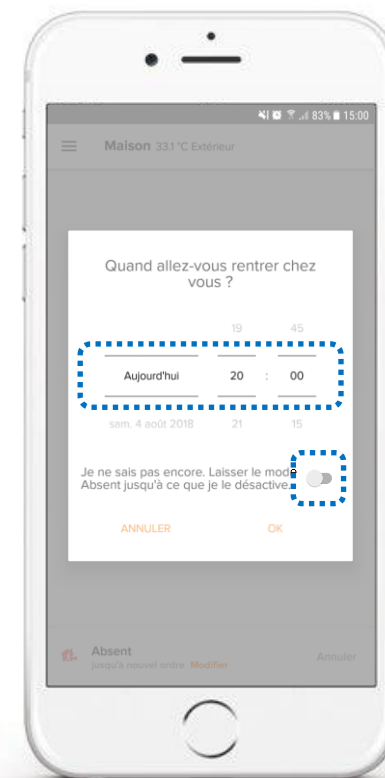 83% 15:00
Maison 33.1 °C Extérieur
Quand allez-vous rentrer chez
vous ?
19 45
Aujourd'hui 20 : 00
sam. 4 août 2018 21 15
Je ne sais pas encore. Laisser le mode
Absent jusqu'à ce que je le désactive.
ANNULER OK
Absent
jusqu'à nouvel ordre Modifier Annuler